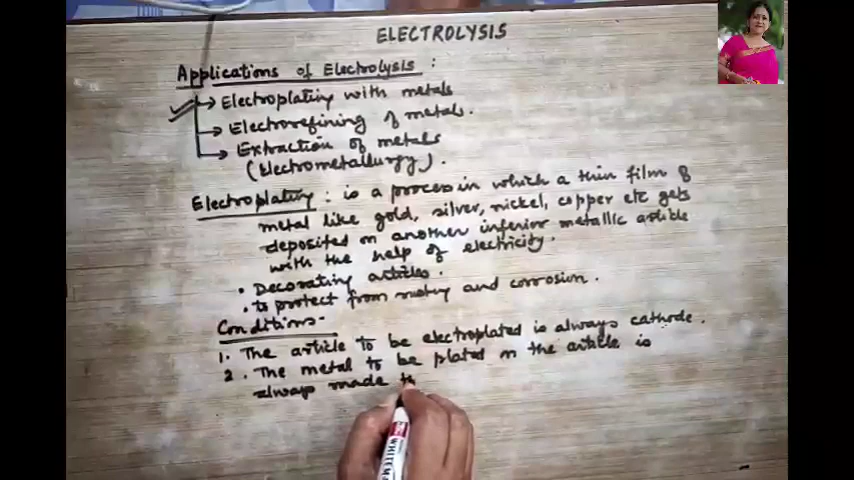 ELECTROLYSIS
Applications of Electrolysis :
Electroplating with metals
Electrorefining of metals.
Extraction of metals
(Electrometallurgy).
Electroplating : is a process in which a thin film of
metal like gold, silver, nickel, copper etc gets
deposited on another inferior metallic article
with the help of electricity.
• Decorating articles.
• to protect from rusting and corrosion.
Conditions-
1. The article to be electroplated is always cathode.
2. The metal to be plated on the article is
always made
WHITEM